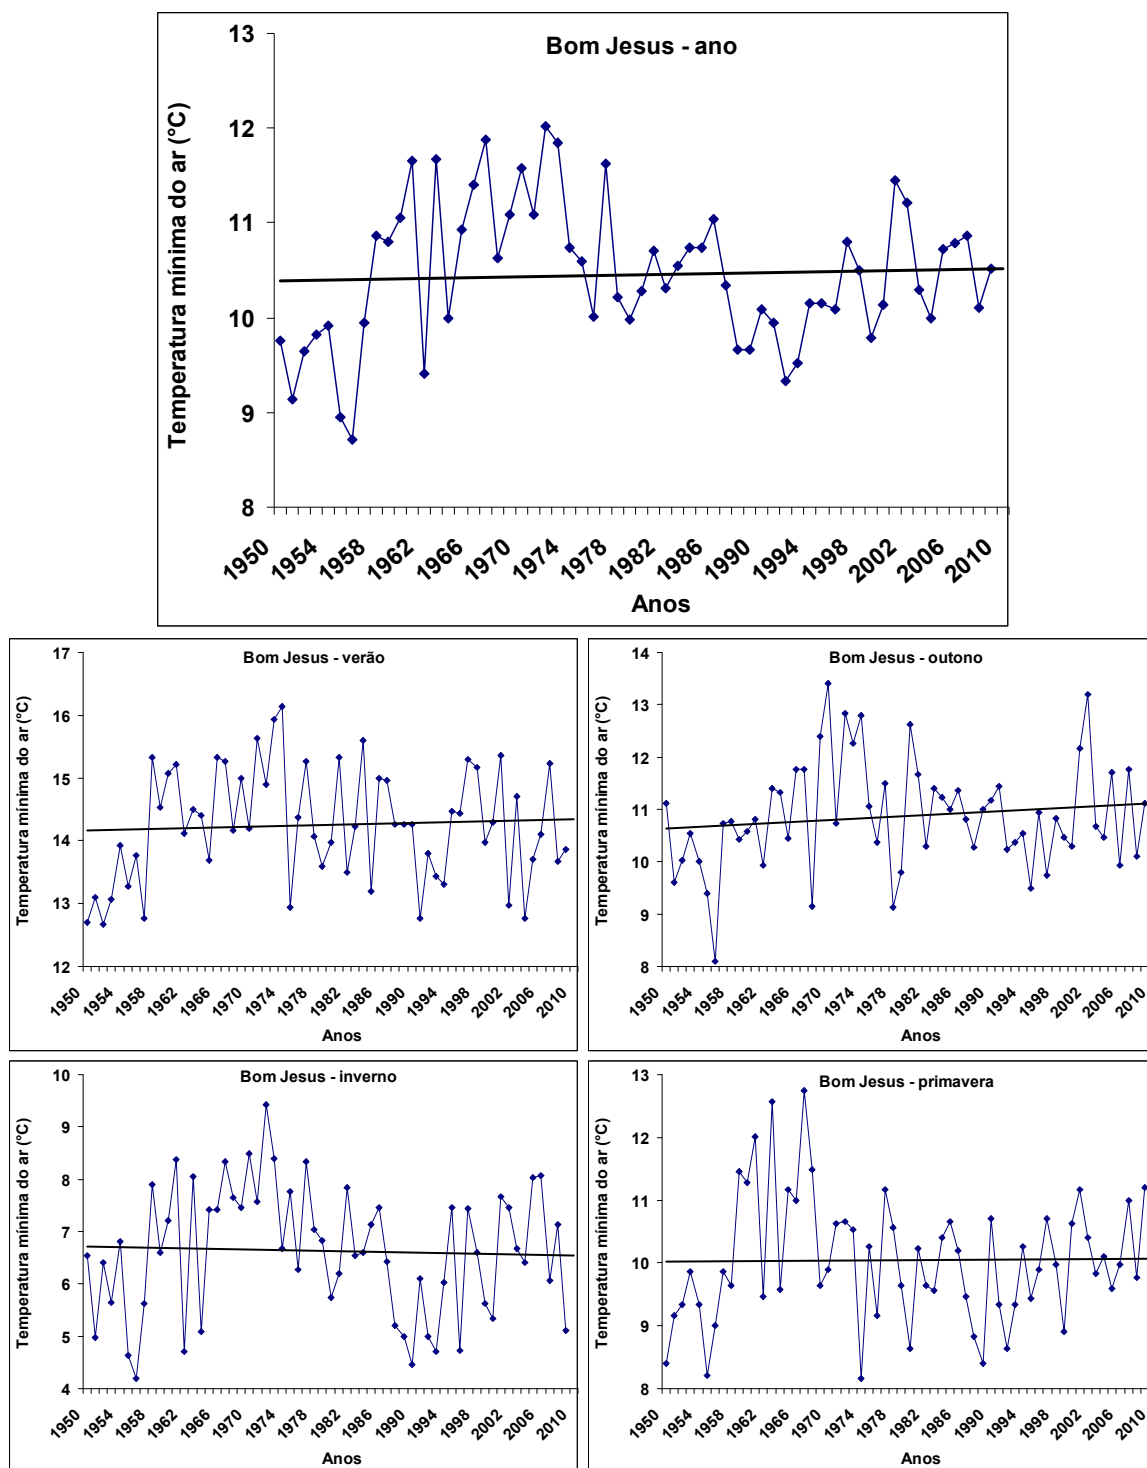 Bom Jesus - ano
Temperatura mínima do ar (°C)
13
12
11
10
9
8
1950 1954 1958 1962 1966 1970 1974 1978 1982 1986 1990 1994 1998 2002 2006 2010
Anos
Bom Jesus - verão
Temperatura mínima do ar (°C)
17
16
15
14
13
12
1950 1954 1958 1962 1966 1970 1974 1978 1982 1986 1990 1994 1998 2002 2006 2010
Anos
Bom Jesus - outono
Temperatura mínima do ar (°C)
14
13
12
11
10
9
8
1950 1954 1958 1962 1966 1970 1974 1978 1982 1986 1990 1994 1998 2002 2006 2010
Anos
Bom Jesus - inverno
Temperatura mínima do ar (°C)
10
9
8
7
6
5
4
1950 1954 1958 1962 1966 1970 1974 1978 1982 1986 1990 1994 1998 2002 2006 2010
Anos
Bom Jesus - primavera
Temperatura mínima do ar (°C)
13
12
11
10
9
8
1950 1954 1958 1962 1966 1970 1974 1978 1982 1986 1990 1994 1998 2002 2006 2010
Anos